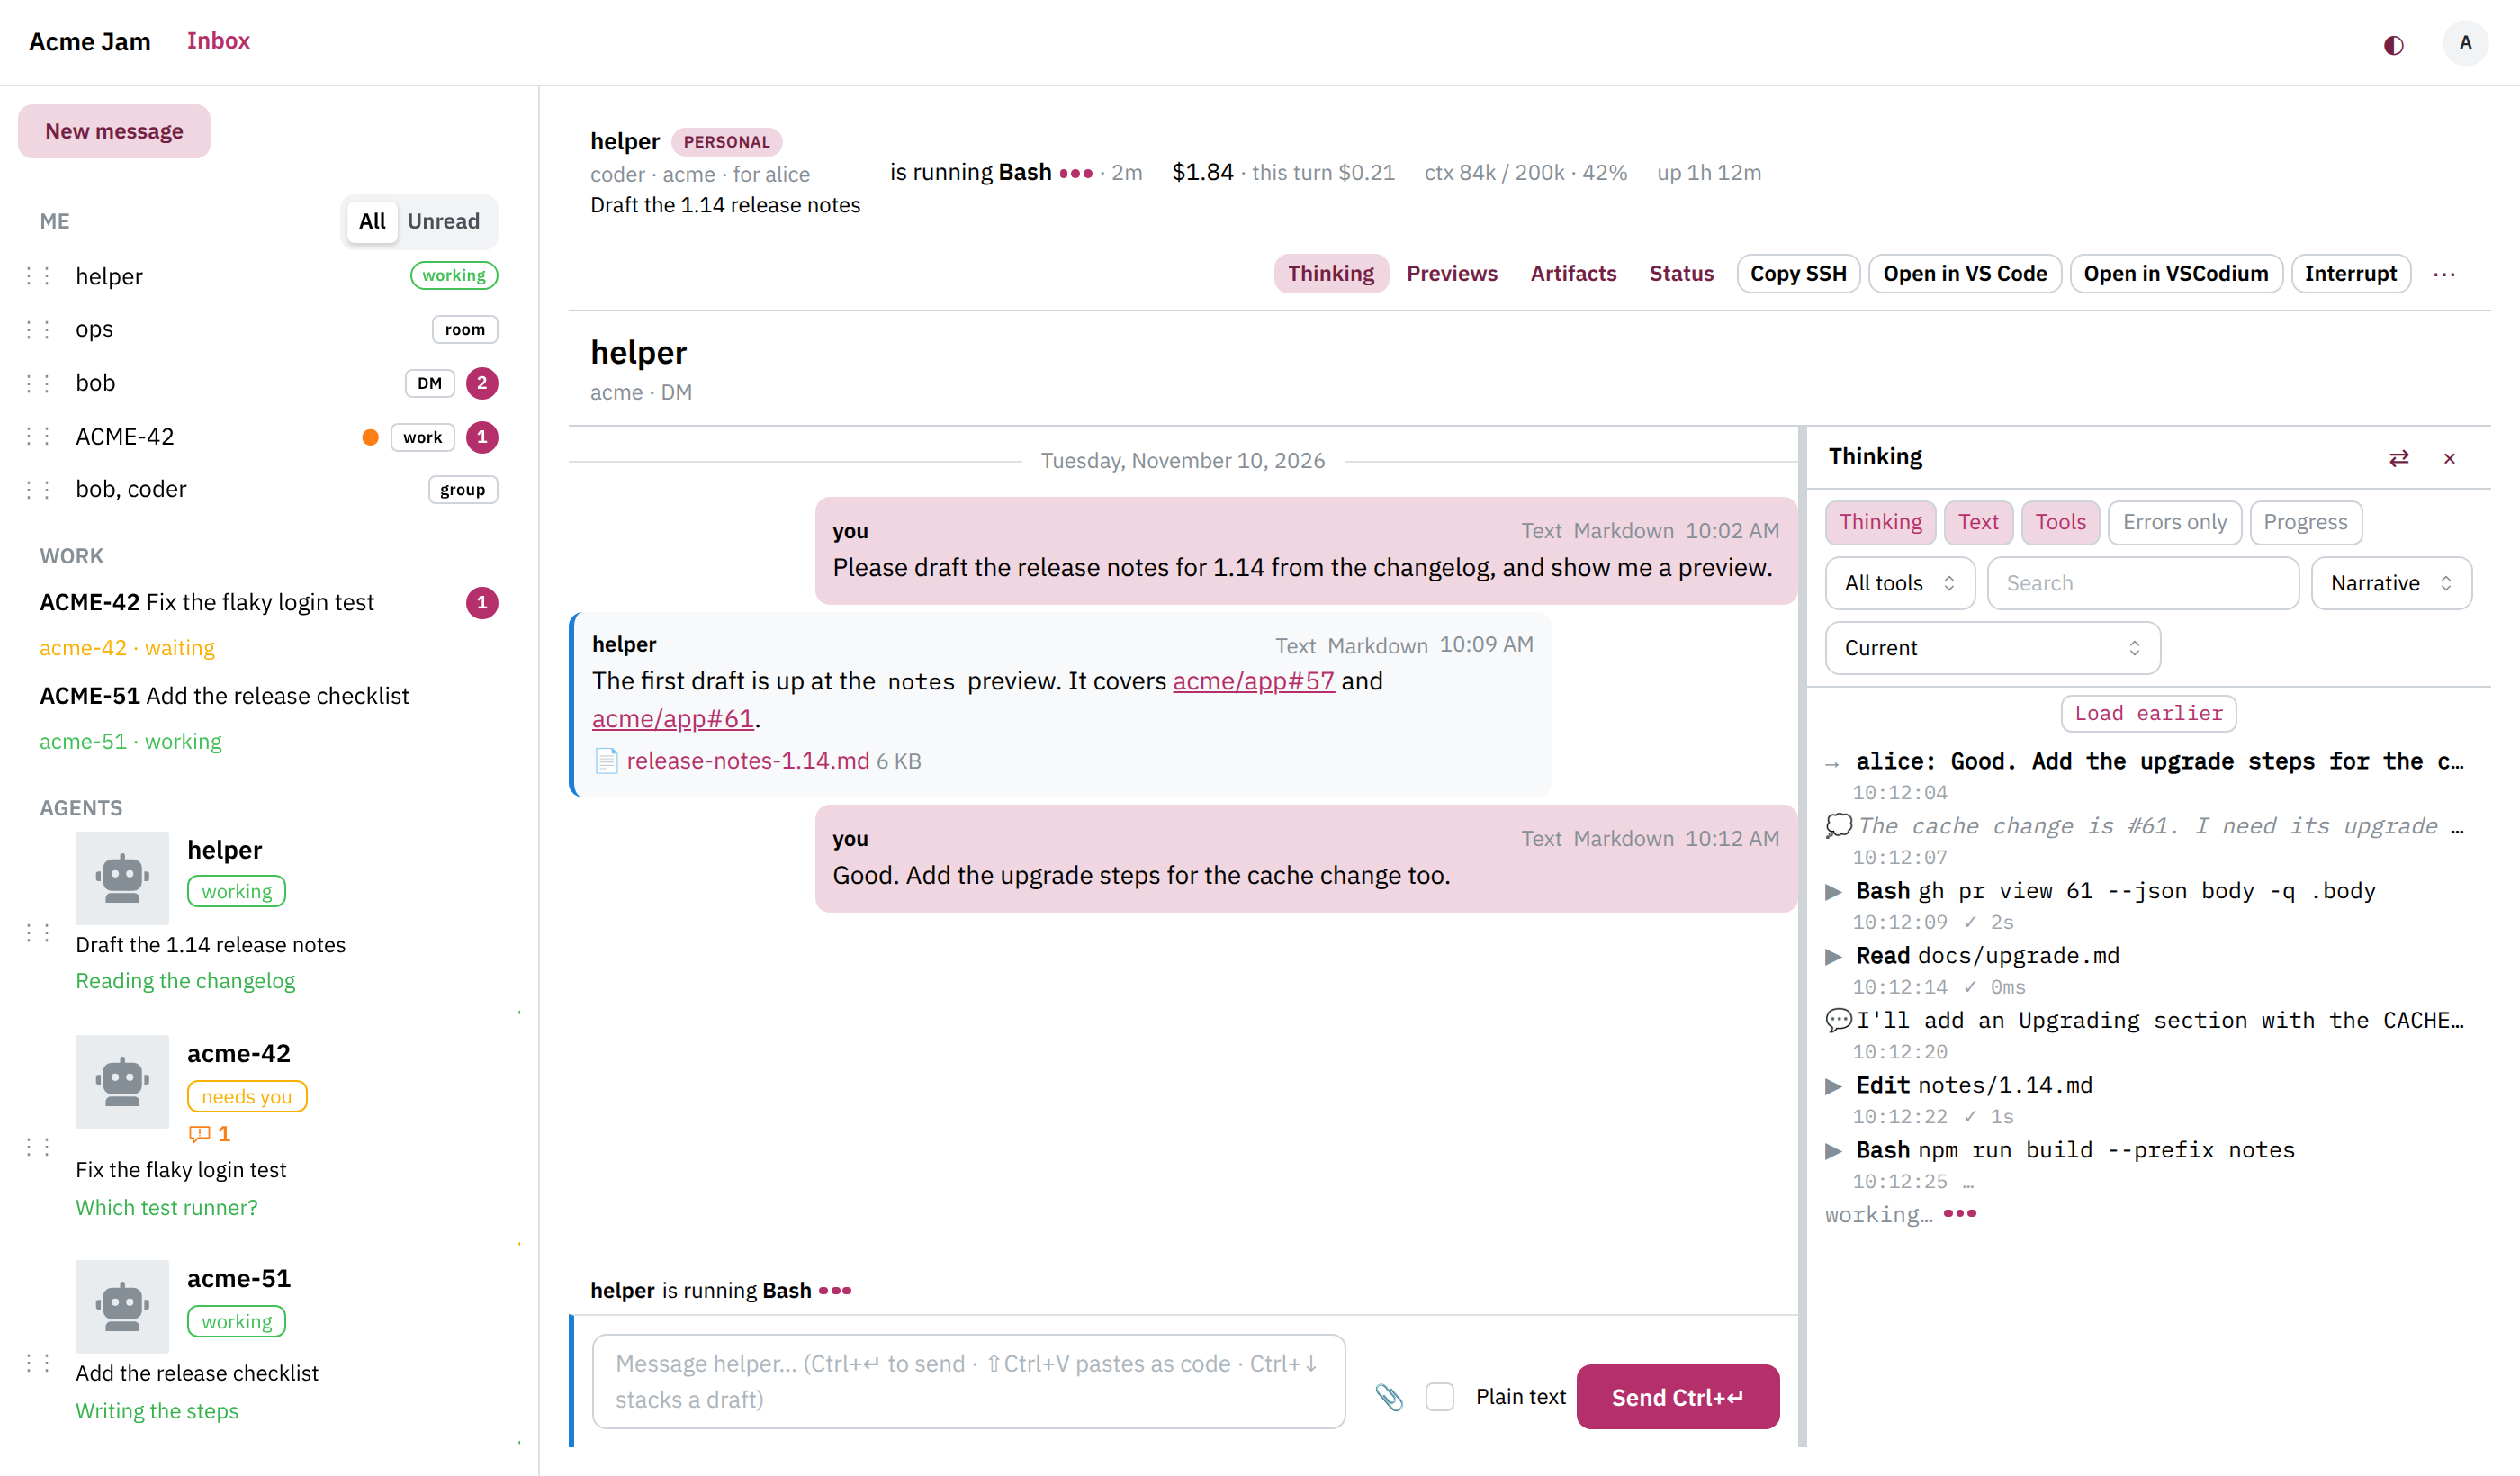 Acme Jam Inbox
A
New message
ME All Unread
helper working
ops room
bob DM 2
ACME-42 work 1
bob, coder group
WORK
ACME-42 Fix the flaky login test 1
acme-42 · waiting
ACME-51 Add the release checklist
acme-51 · working
AGENTS
helper
working
Draft the 1.14 release notes
Reading the changelog
acme-42
needs you
1
Fix the flaky login test
Which test runner?
acme-51
working
Add the release checklist
Writing the steps
helper PERSONAL
coder · acme · for alice
Draft the 1.14 release notes
is running Bash ••• · 2m $1.84 · this turn $0.21 ctx 84k / 200k · 42% up 1h 12m
Thinking Previews Artifacts Status Copy SSH Open in VS Code Open in VSCodium Interrupt ···
helper
acme · DM
Tuesday, November 10, 2026
you Text Markdown 10:02 AM
Please draft the release notes for 1.14 from the changelog, and show me a preview.
helper Text Markdown 10:09 AM
The first draft is up at the notes preview. It covers acme/app#57 and
acme/app#61.
release-notes-1.14.md 6 KB
you Text Markdown 10:12 AM
Good. Add the upgrade steps for the cache change too.
helper is running Bash •••
Message helper... (Ctrl+↵ to send · ⇧Ctrl+V pastes as code · Ctrl+↓
stacks a draft)
Plain text Send Ctrl+↵
Thinking ⇄ ×
Thinking Text Tools Errors only Progress
All tools Search Narrative
Current
Load earlier
→ alice: Good. Add the upgrade steps for the c…
10:12:04
The cache change is #61. I need its upgrade …
10:12:07
▶ Bash gh pr view 61 --json body -q .body
10:12:09 ✓ 2s
▶ Read docs/upgrade.md
10:12:14 ✓ 0ms
I'll add an Upgrading section with the CACHE…
10:12:20
▶ Edit notes/1.14.md
10:12:22 ✓ 1s
▶ Bash npm run build --prefix notes
10:12:25 …
working… •••